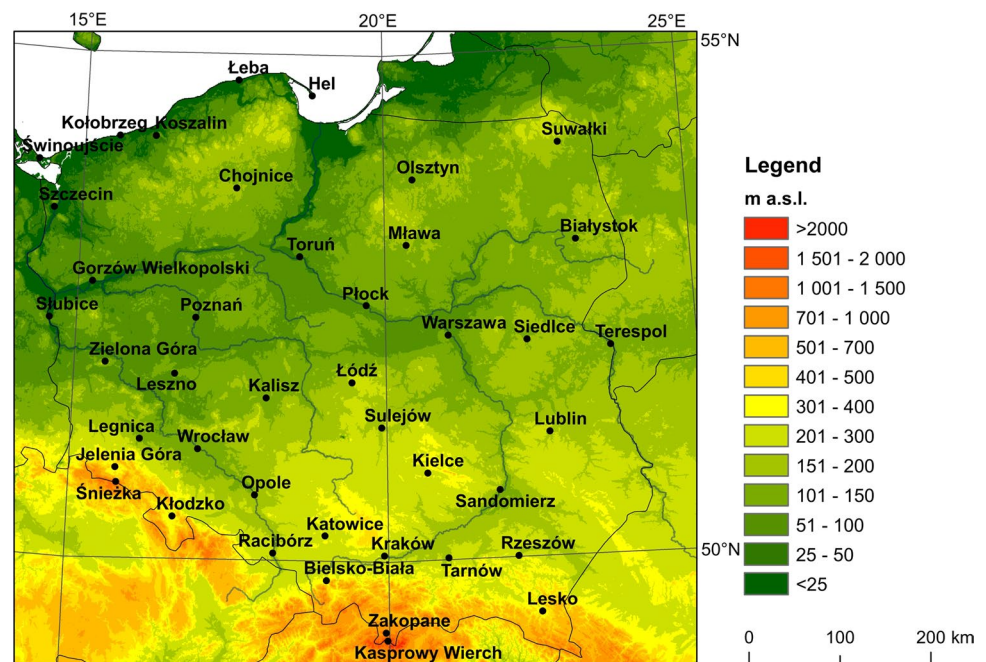 15°E 20°E 25°E
55°N
Łeba
Hel
Kołobrzeg Koszalin
Suwałki
Świnoujście
Olsztyn
Chojnice
Szczecin
Białystok
Mława
Toruń
Gorzów Wielkopolski
Płock
Słubice
Poznań
Warszawa Siedlce Terespol
Zielona Góra
Łódź
Leszno
Kalisz
Sulejów
Lublin
Legnica
Wrocław
Jelenia Góra
Kielce
Opole
Śnieżka
Sandomierz
Kłodzko
Katowice
Racibórz
Kraków
Rzeszów
50°N
Bielsko-Biała
Tarnów
Lesko
Zakopane
Kasprowy Wierch
Legend
m a.s.l.
>2000
1 501 - 2 000
1 001 - 1 500
701 - 1 000
501 - 700
401 - 500
301 - 400
201 - 300
151 - 200
101 - 150
51 - 100
25 - 50
<25
0 100 200 km